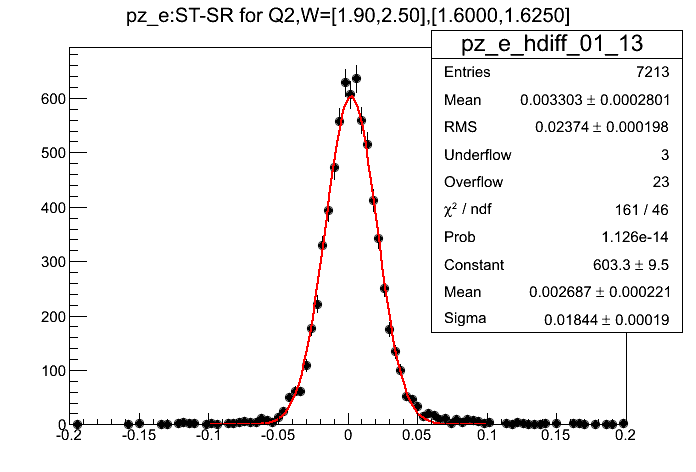 pz_e:ST-SR for Q2,W=[1.90,2.50],[1.6000,1.6250]
pz_e_hdiff_01_13
Entries 7213
Mean 0.003303 ± 0.0002801
RMS 0.02374 ± 0.000198
Underflow 3
Overflow 23
χ² / ndf 161 / 46
Prob 1.126e-14
Constant 603.3 ± 9.5
Mean 0.002687 ± 0.000221
Sigma 0.01844 ± 0.00019
600
500
400
300
200
100
0
-0.2 -0.15 -0.1 -0.05 0 0.05 0.1 0.15 0.2